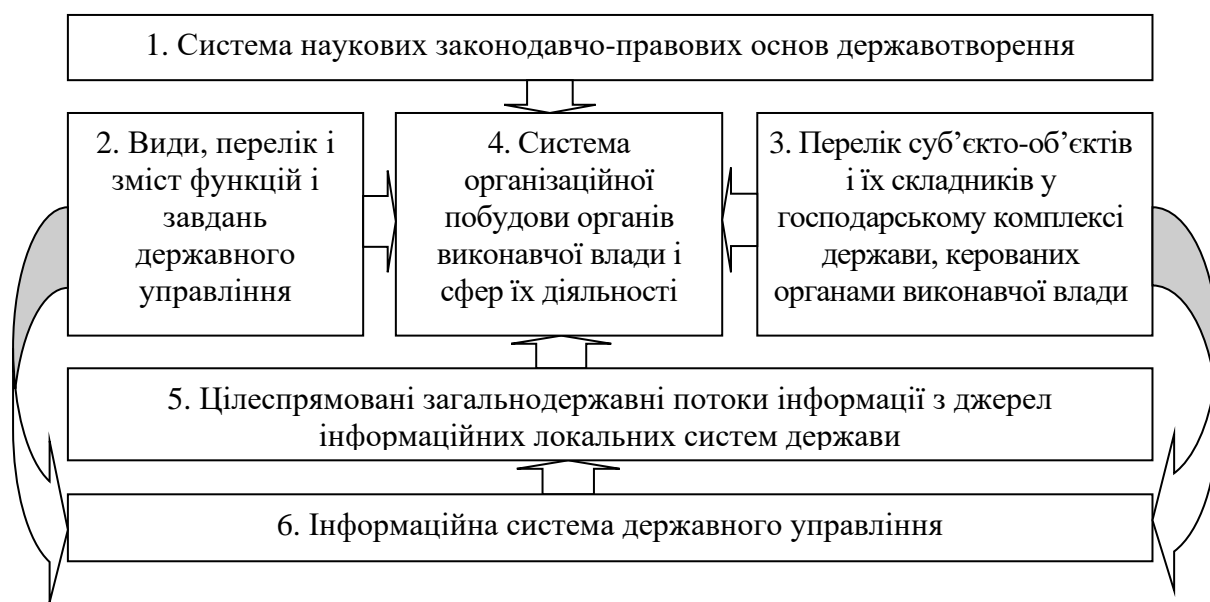 1. Система наукових законодавчо-правових основ державотворення
2. Види, перелік і
зміст функцій і
завдань
державного
управління
4. Система
організаційної
побудови органів
виконавчої влади і
сфер їх діяльності
3. Перелік суб’єкто-об’єктів
і їх складників у
господарському комплексі
держави, керованих
органами виконавчої влади
5. Цілеспрямовані загальнодержавні потоки інформації з джерел
інформаційних локальних систем держави
6. Інформаційна система державного управління